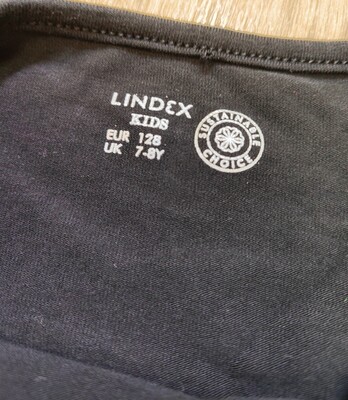 LINDEX
KIDS
EUR 128
UK 7-8Y
SUSTAINABLE
CHOICE